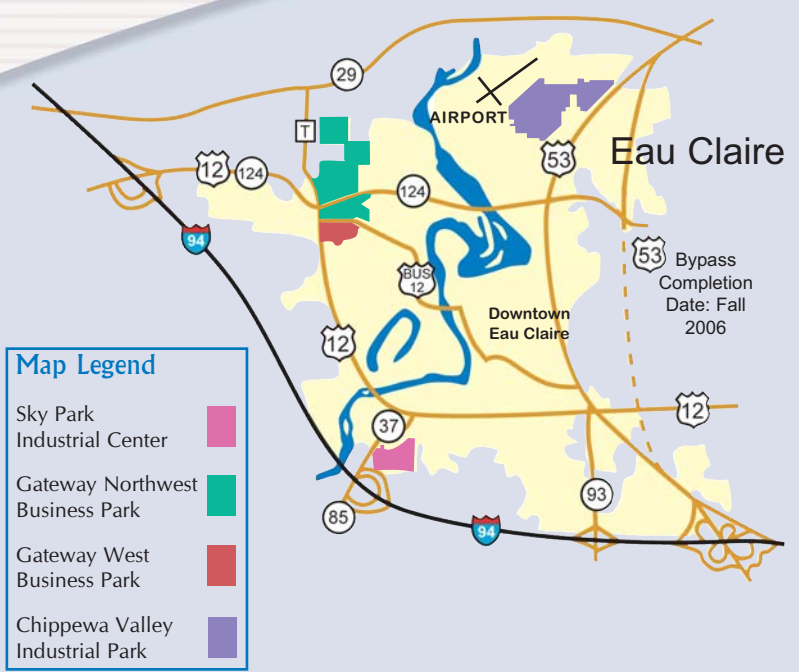 29
AIRPORT
T
Eau Claire
53
12
124
124
94
53
Bypass
Completion
Date: Fall
2006
BUS
12
Downtown
Eau Claire
12
Map Legend
Sky Park
Industrial Center
Gateway Northwest
Business Park
Gateway West
Business Park
Chippewa Valley
Industrial Park
12
37
93
85
94